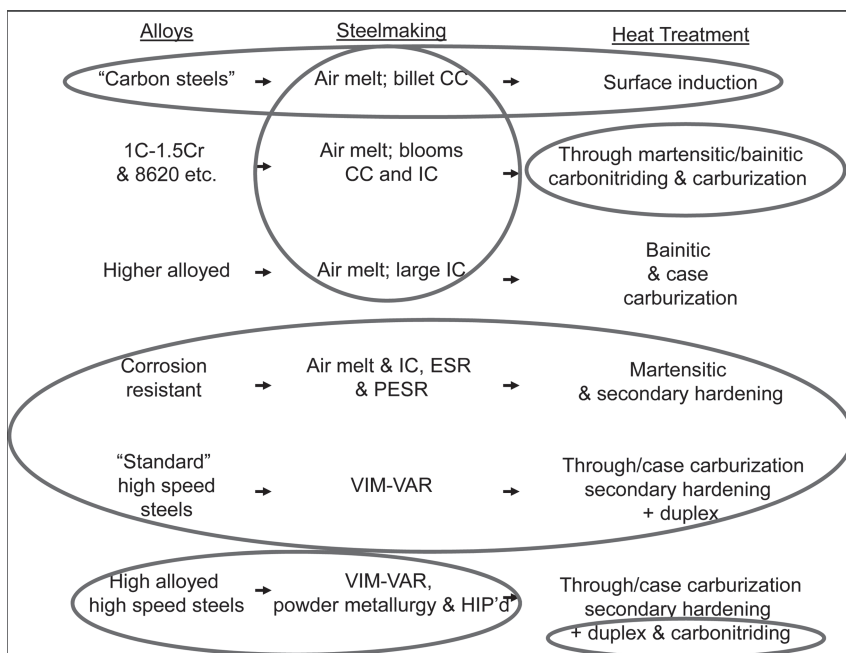 Alloys Steelmaking Heat Treatment
“Carbon steels” Air melt; billet CC Surface induction
1C-1.5Cr
& 8620 etc.
Air melt; blooms
CC and IC
Through martensitic/bainitic
carbonitriding & carburization
Higher alloyed
Air melt; large IC
Bainitic
& case
carburization
Corrosion
resistant
Air melt & IC, ESR
& PESR
Martensitic
& secondary hardening
“Standard”
high speed
steels
VIM-VAR
Through/case carburization
secondary hardening
+ duplex
High alloyed
high speed steels
VIM-VAR,
powder metallurgy & HIP’d
Through/case carburization
secondary hardening
+ duplex & carbonitriding